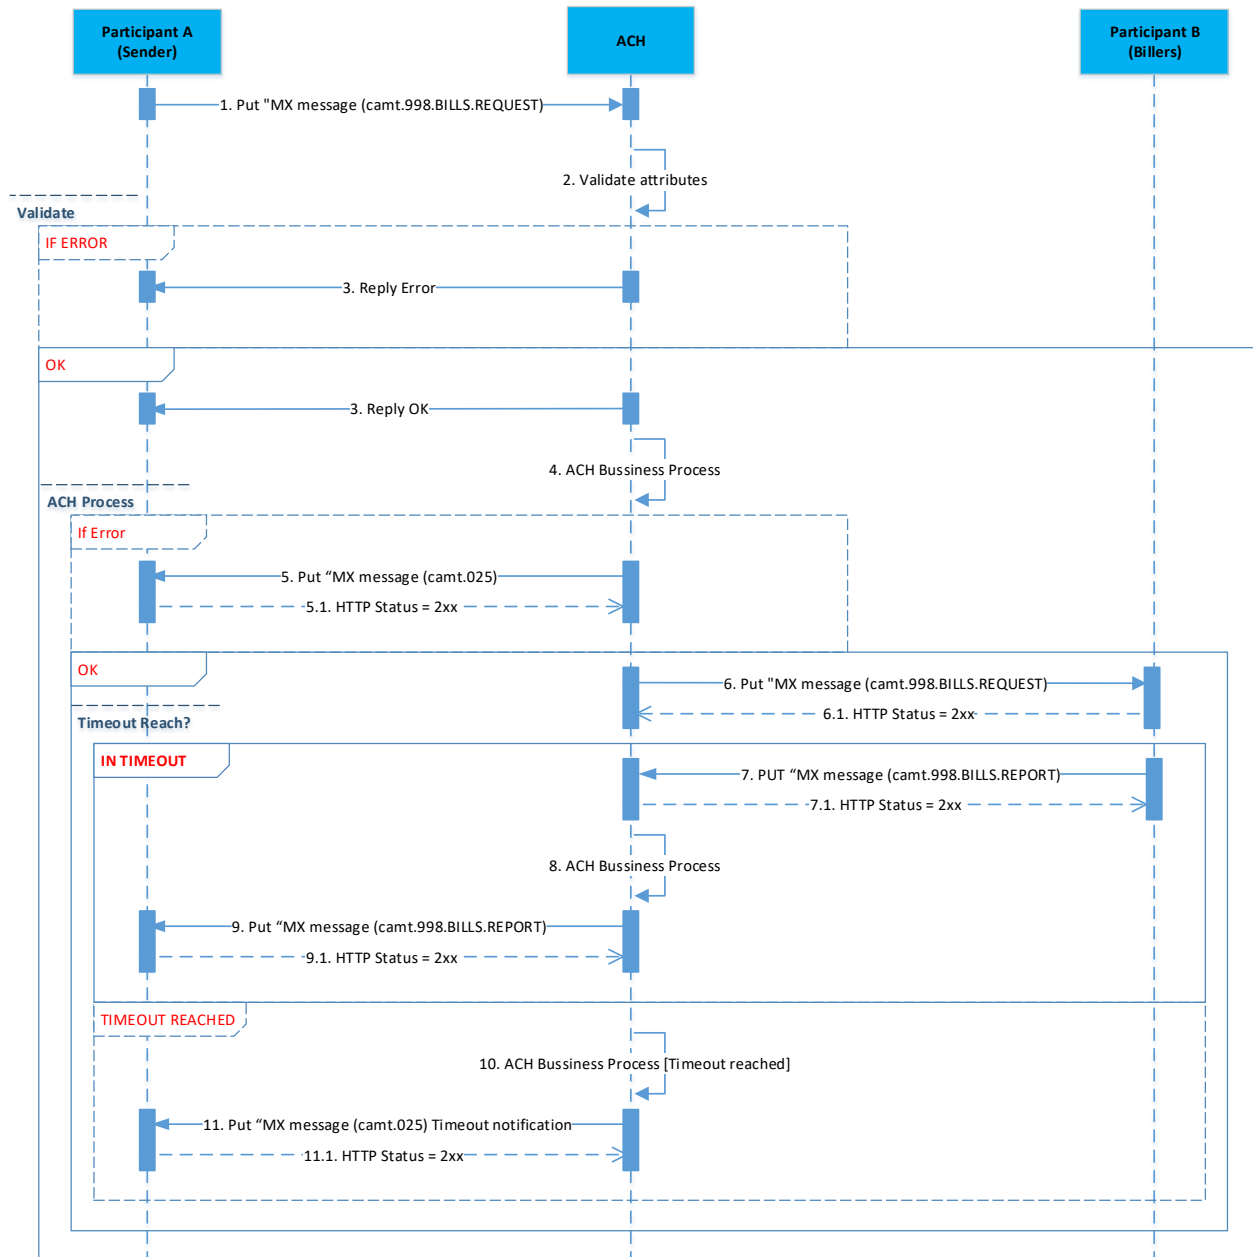 Participant A
(Sender)
ACH
Participant B
(Billers)
1. Put "MX message (camt.998.BILLS.REQUEST)
2. Validate attributes
Validate
IF ERROR
3. Reply Error
OK
3. Reply OK
4. ACH Bussiness Process
ACH Process
If Error
5. Put “MX message (camt.025)
5.1. HTTP Status = 2xx
OK
6. Put "MX message (camt.998.BILLS.REQUEST)
6.1. HTTP Status = 2xx
Timeout Reach?
IN TIMEOUT
7. PUT “MX message (camt.998.BILLS.REPORT)
7.1. HTTP Status = 2xx
8. ACH Bussiness Process
9. Put “MX message (camt.998.BILLS.REPORT)
9.1. HTTP Status = 2xx
TIMEOUT REACHED
10. ACH Bussiness Process [Timeout reached]
11. Put “MX message (camt.025) Timeout notification
11.1. HTTP Status = 2xx